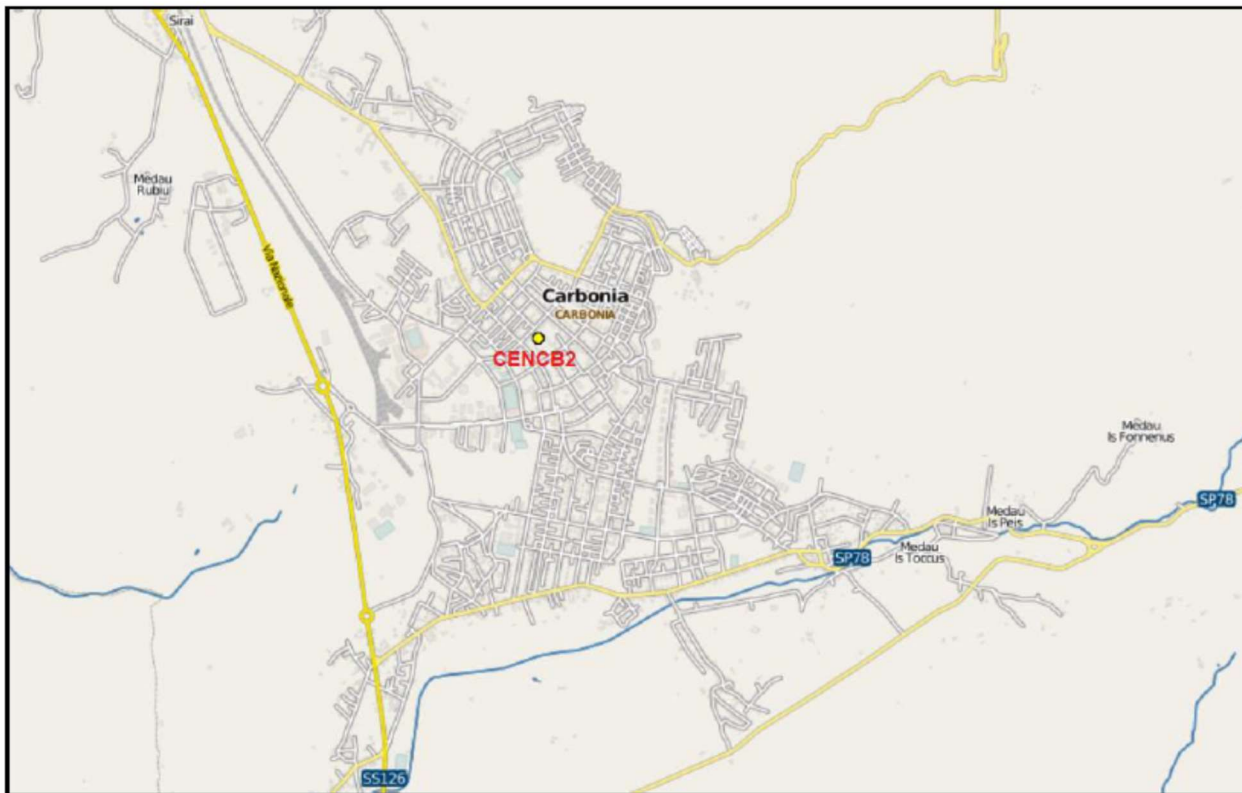 Sirai
Medau
Rubiu
Via Nazionale
Carbonia
CARBONIA
CENCB2
Medau
Is Fonnenus
SP78
Medau
Is Peis
SP78
Medau
Is Toccus
SS126